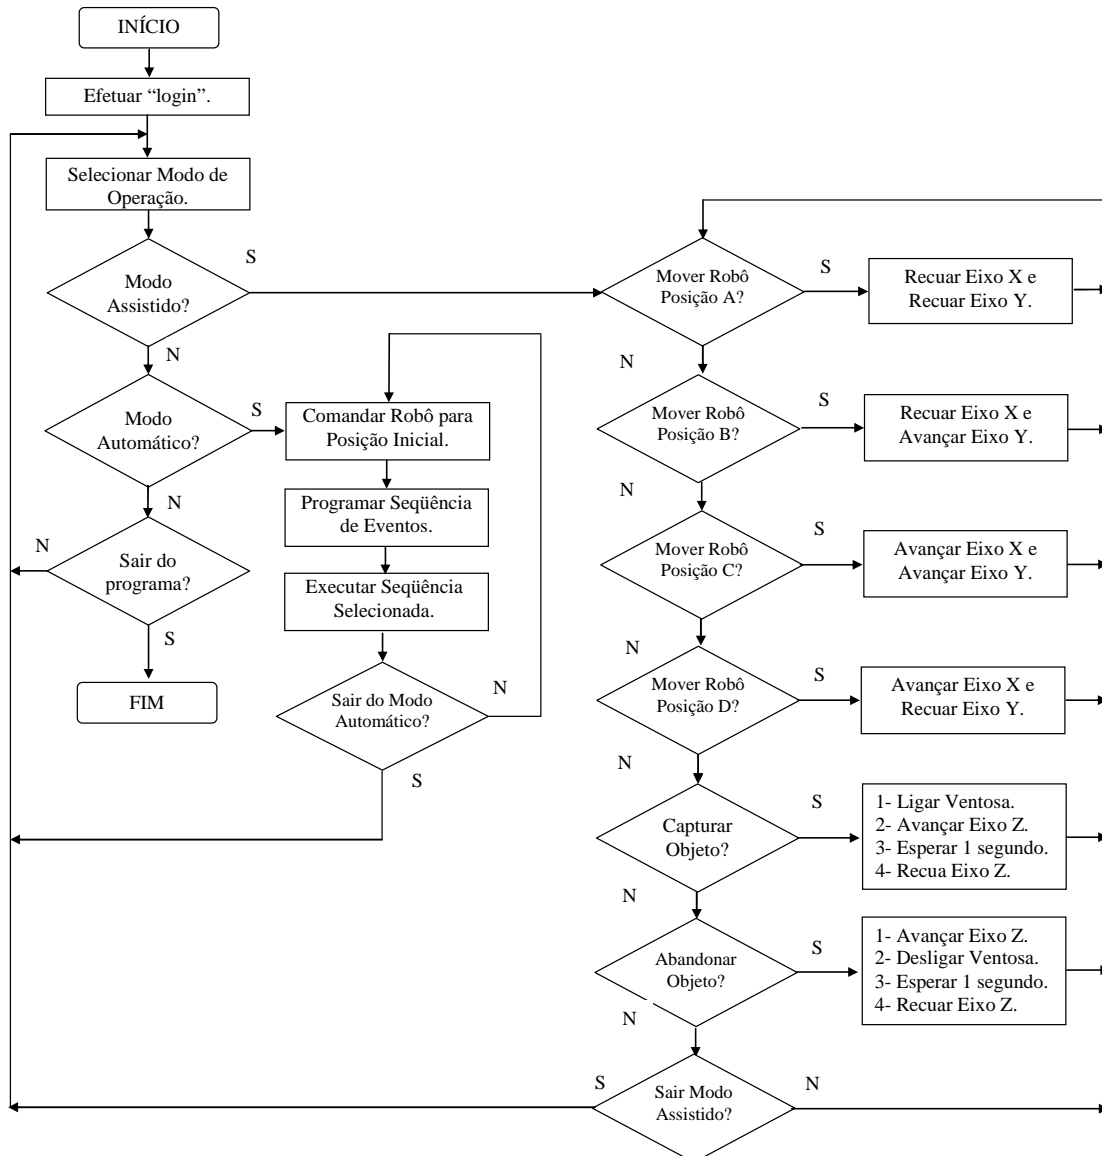 INÍCIO
Efetuar “login”.
Selecionar Modo de
Operação.
S
Modo
Assistido?
N
Modo
Automático?
S
N
N
Sair do
programa?
S
FIM
Comandar Robô para
Posição Inicial.
Programar Seqüência
de Eventos.
Executar Seqüência
Selecionada.
Sair do Modo
Automático?
N
S
Mover Robô
Posição A?
S
Recuar Eixo X e
Recuar Eixo Y.
N
Mover Robô
Posição B?
S
Recuar Eixo X e
Avançar Eixo Y.
N
Mover Robô
Posição C?
S
Avançar Eixo X e
Avançar Eixo Y.
N
Mover Robô
Posição D?
S
Avançar Eixo X e
Recuar Eixo Y.
N
Capturar
Objeto?
S
1- Ligar Ventosa.
2- Avançar Eixo Z.
3- Esperar 1 segundo.
4- Recua Eixo Z.
N
Abandonar
Objeto?
S
1- Avançar Eixo Z.
2- Desligar Ventosa.
3- Esperar 1 segundo.
4- Recuar Eixo Z.
N
S
Sair Modo
Assistido?
N